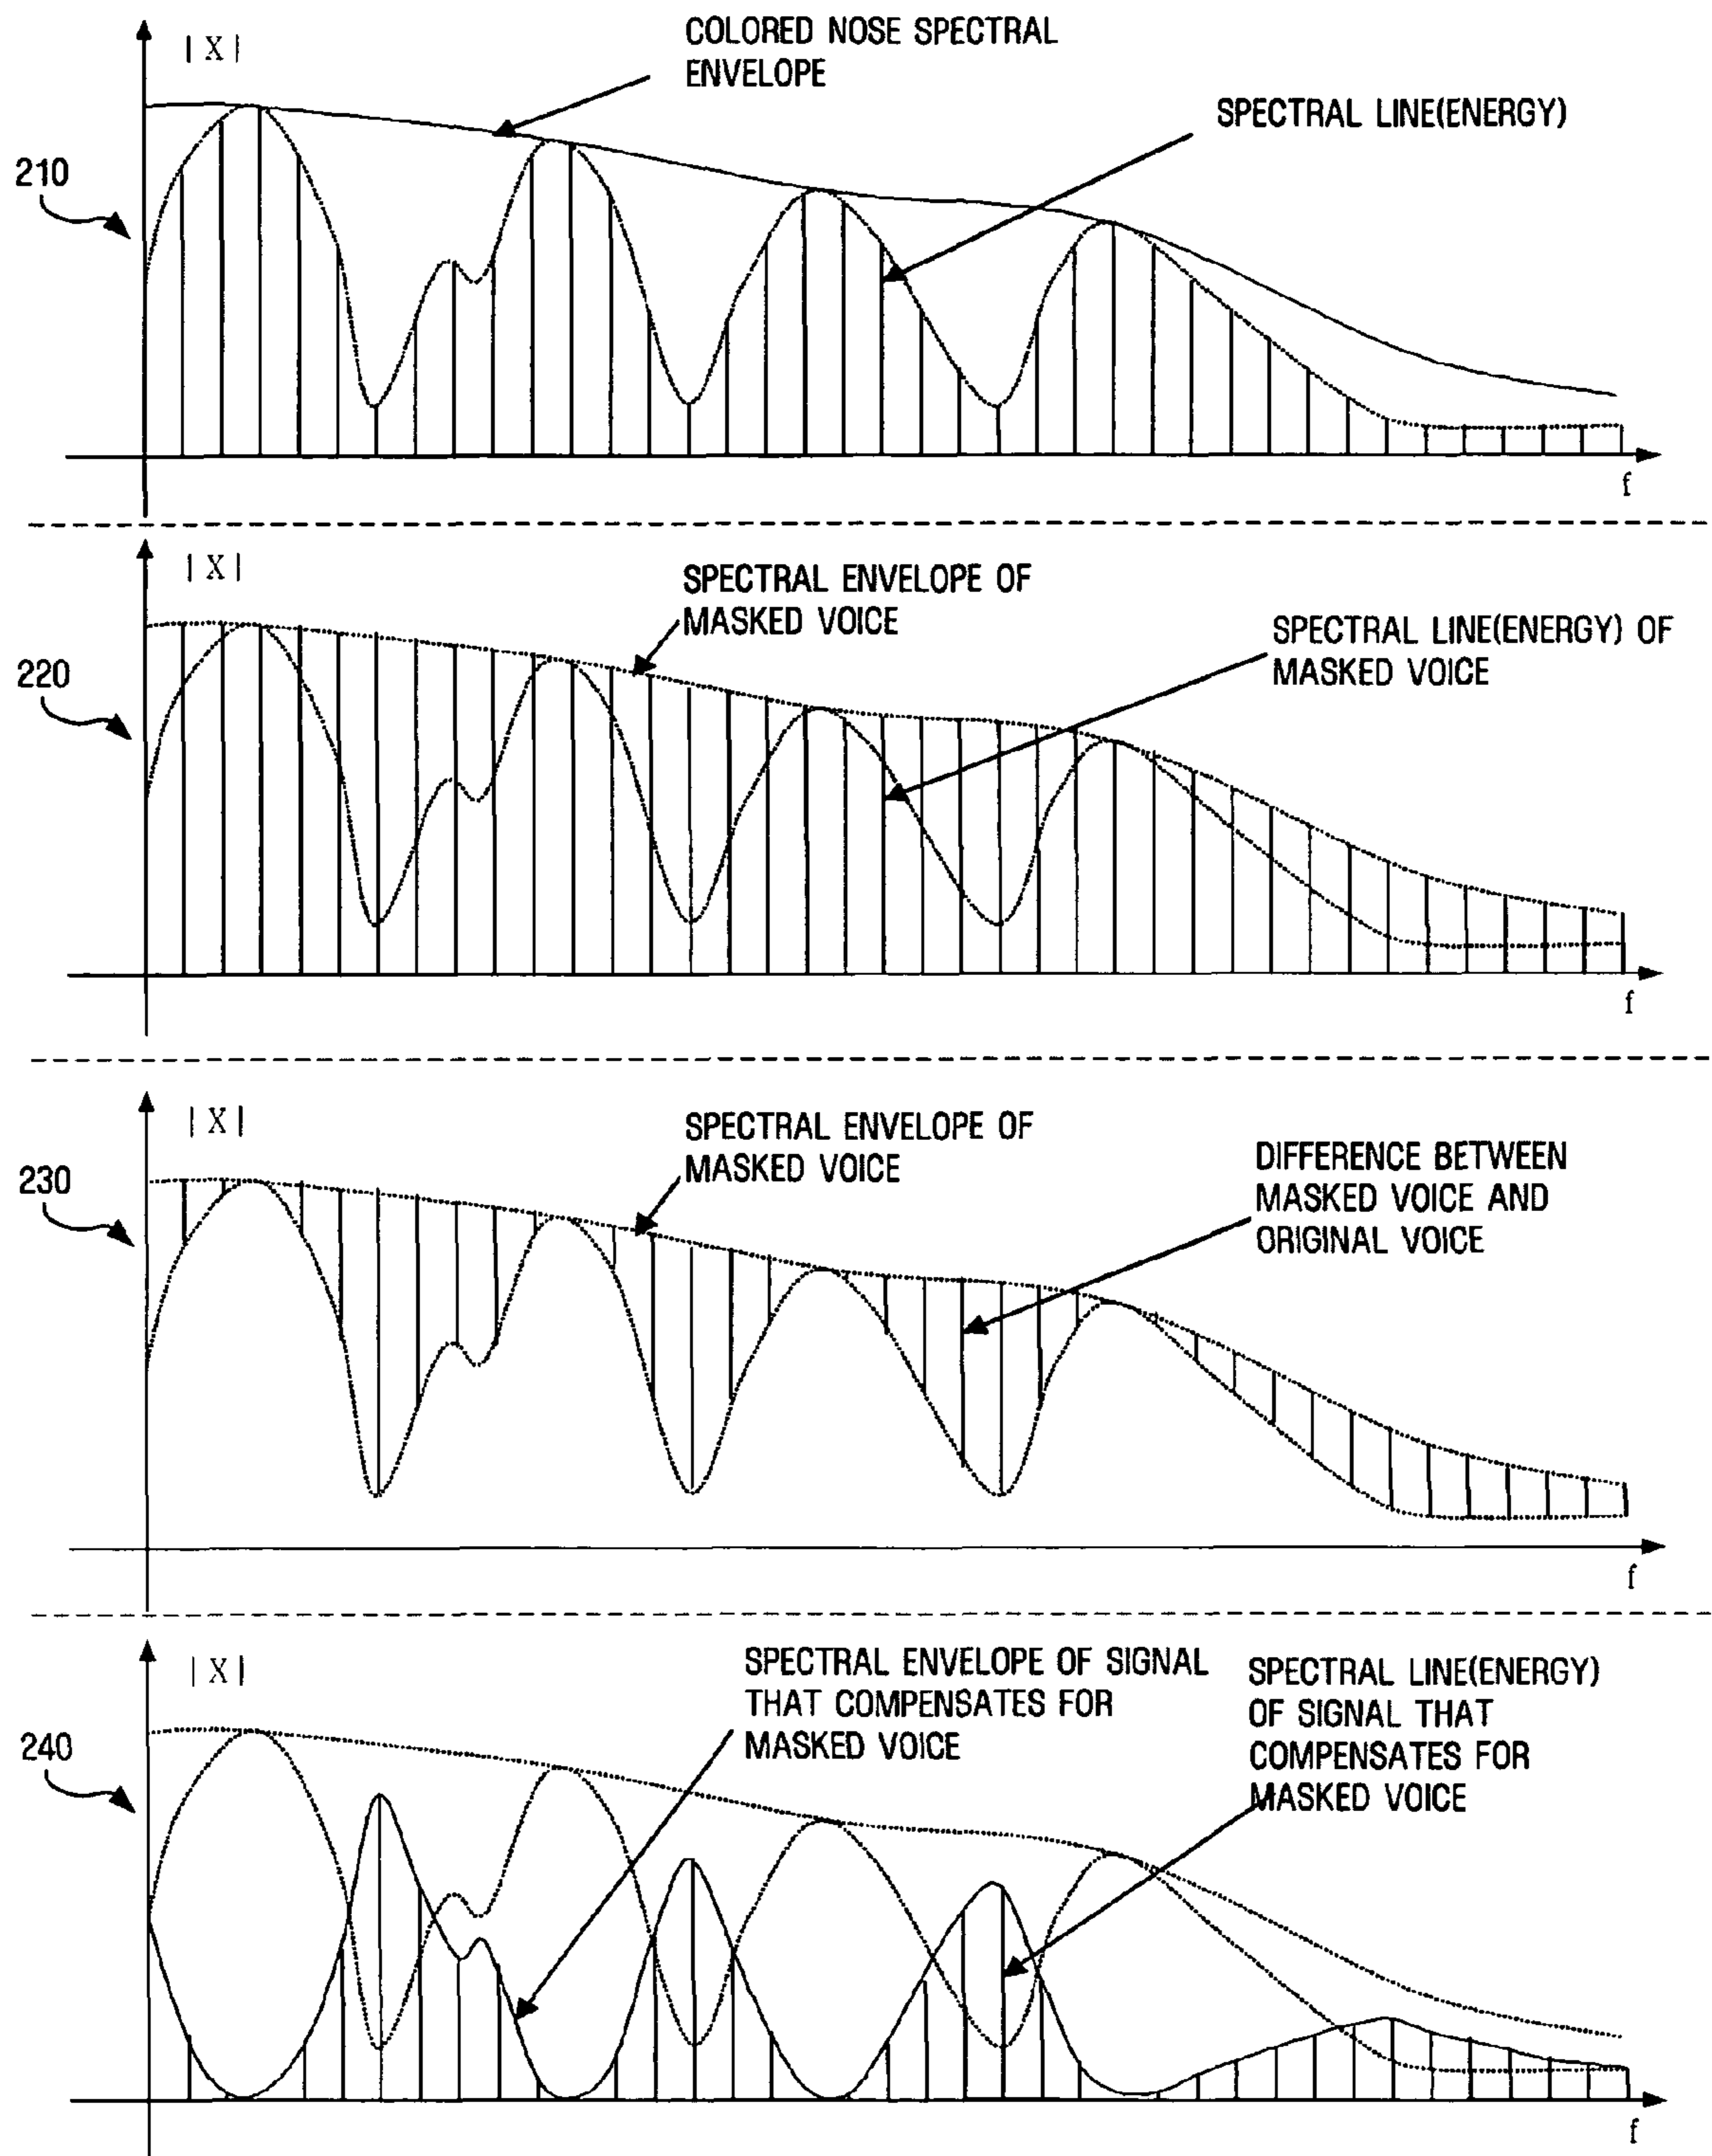 |X|
COLORED NOSE SPECTRAL
ENVELOPE
SPECTRAL LINE(ENERGY)
210
f
|X|
SPECTRAL ENVELOPE OF
MASKED VOICE
SPECTRAL LINE(ENERGY) OF
MASKED VOICE
220
f
|X|
SPECTRAL ENVELOPE OF
MASKED VOICE
DIFFERENCE BETWEEN
MASKED VOICE AND
ORIGINAL VOICE
230
f
|X|
SPECTRAL ENVELOPE OF SIGNAL
THAT COMPENSATES FOR
MASKED VOICE
SPECTRAL LINE(ENERGY)
OF SIGNAL THAT
COMPENSATES FOR
MASKED VOICE
240
f